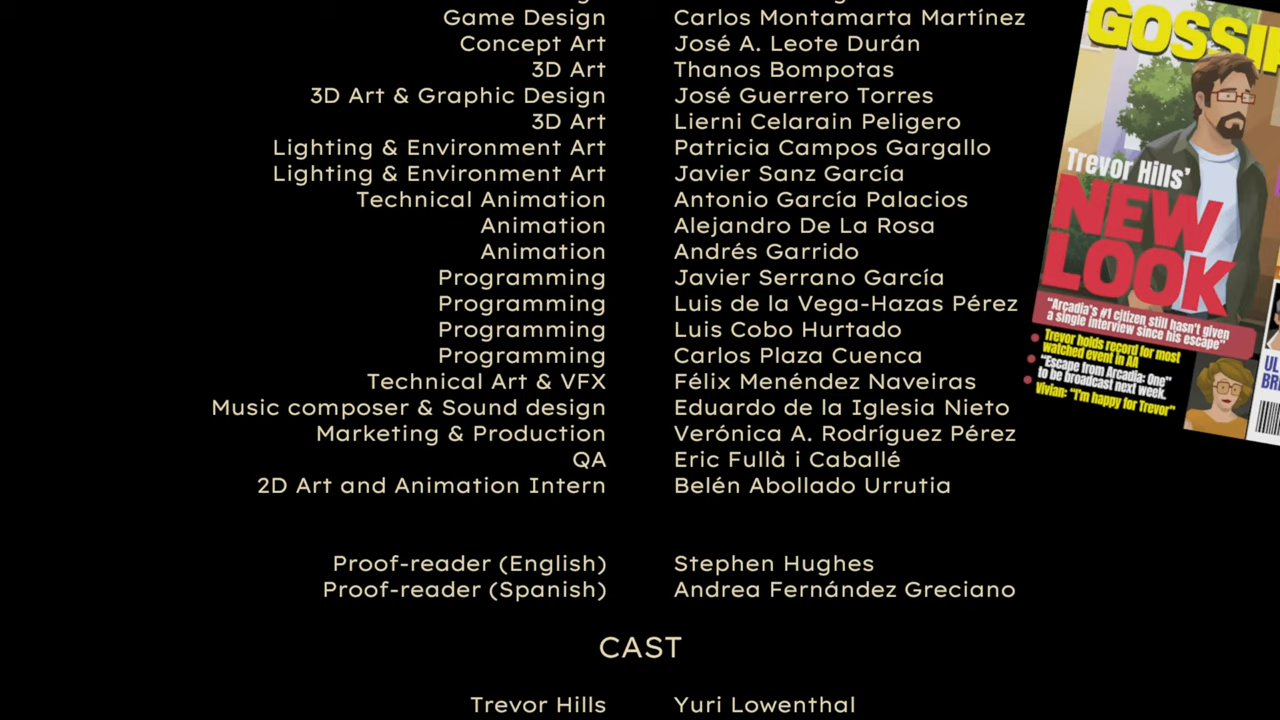 Game Design Carlos Montamarta Martínez
Concept Art José A. Leote Durán
3D Art Thanos Bompotas
3D Art & Graphic Design José Guerrero Torres
3D Art Lierni Celarain Peligero
Lighting & Environment Art Patricia Campos Gargallo
Lighting & Environment Art Javier Sanz García
Technical Animation Antonio García Palacios
Animation Alejandro De La Rosa
Animation Andrés Garrido
Programming Javier Serrano García
Programming Luis de la Vega-Hazas Pérez
Programming Luis Cobo Hurtado
Programming Carlos Plaza Cuenca
Technical Art & VFX Félix Menéndez Naveiras
Music composer & Sound design Eduardo de la Iglesia Nieto
Marketing & Production Verónica A. Rodríguez Pérez
QA Eric Fullà i Caballé
2D Art and Animation Intern Belén Abollado Urrutia
Proof-reader (English) Stephen Hughes
Proof-reader (Spanish) Andrea Fernández Greciano
CAST
Trevor Hills Yuri Lowenthal
GOSSIP
Trevor Hills'
NEW
LOOK
"Arcadia's #1 citizen still hasn't given
a single interview since his escape"
Trevor holds record for most
watched event in AA
"Escape from Arcadia: One"
to be broadcast next week.
Vivian: "I'm happy for Trevor"